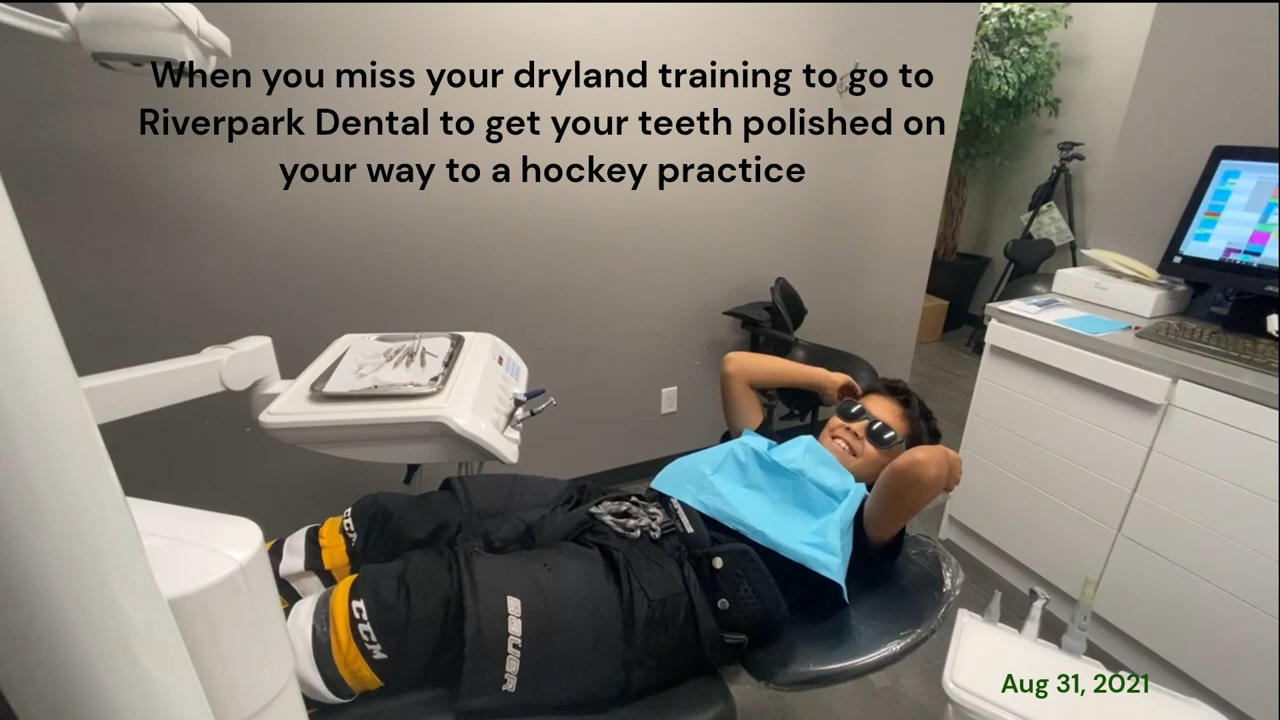 When you miss your dryland training to go to
Riverpark Dental to get your teeth polished on
your way to a hockey practice
CCM
CCM
BAUER
Aug 31, 2021